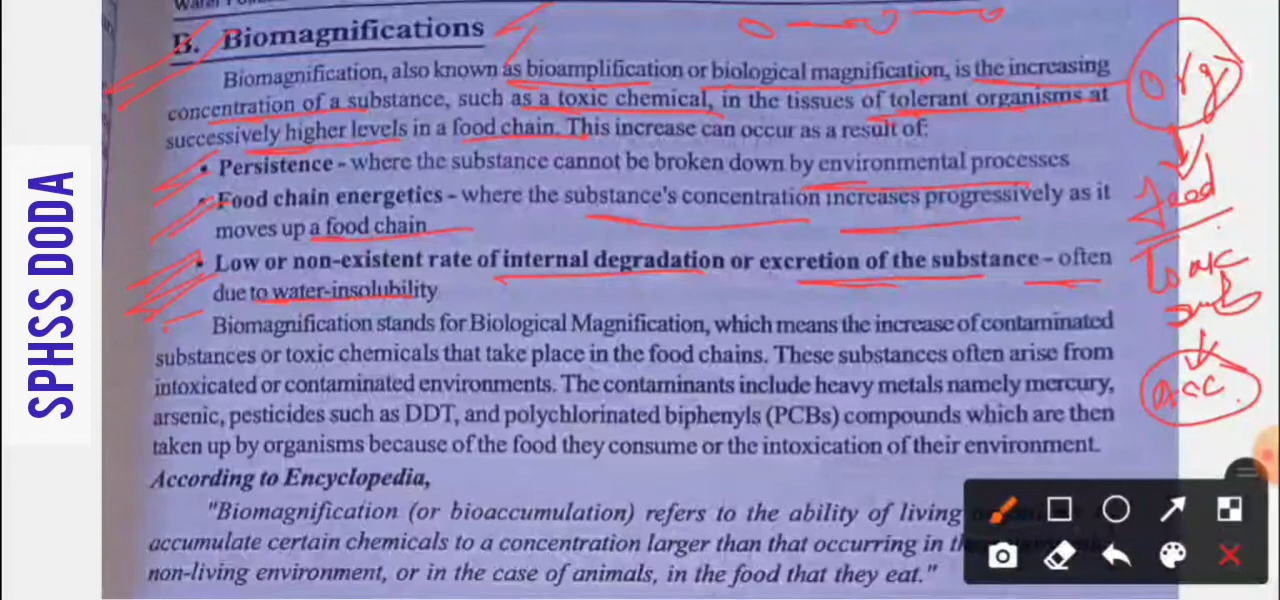 B. Biomagnifications
Biomagnification, also known as bioamplification or biological magnification, is the increasing
concentration of a substance, such as a toxic chemical, in the tissues of tolerant organisms at
successively higher levels in a food chain. This increase can occur as a result of:
• Persistence - where the substance cannot be broken down by environmental processes
• Food chain energetics - where the substance's concentration increases progressively as it
moves up a food chain
• Low or non-existent rate of internal degradation or excretion of the substance - often
due to water-insolubility
Biomagnification stands for Biological Magnification, which means the increase of contaminated
substances or toxic chemicals that take place in the food chains. These substances often arise from
intoxicated or contaminated environments. The contaminants include heavy metals namely mercury,
arsenic, pesticides such as DDT, and polychlorinated biphenyls (PCBs) compounds which are then
taken up by organisms because of the food they consume or the intoxication of their environment.
According to Encyclopedia,
"Biomagnification (or bioaccumulation) refers to the ability of living
accumulate certain chemicals to a concentration larger than that occurring in
non-living environment, or in the case of animals, in the food that they eat."
SPHSS DODA
Org
food